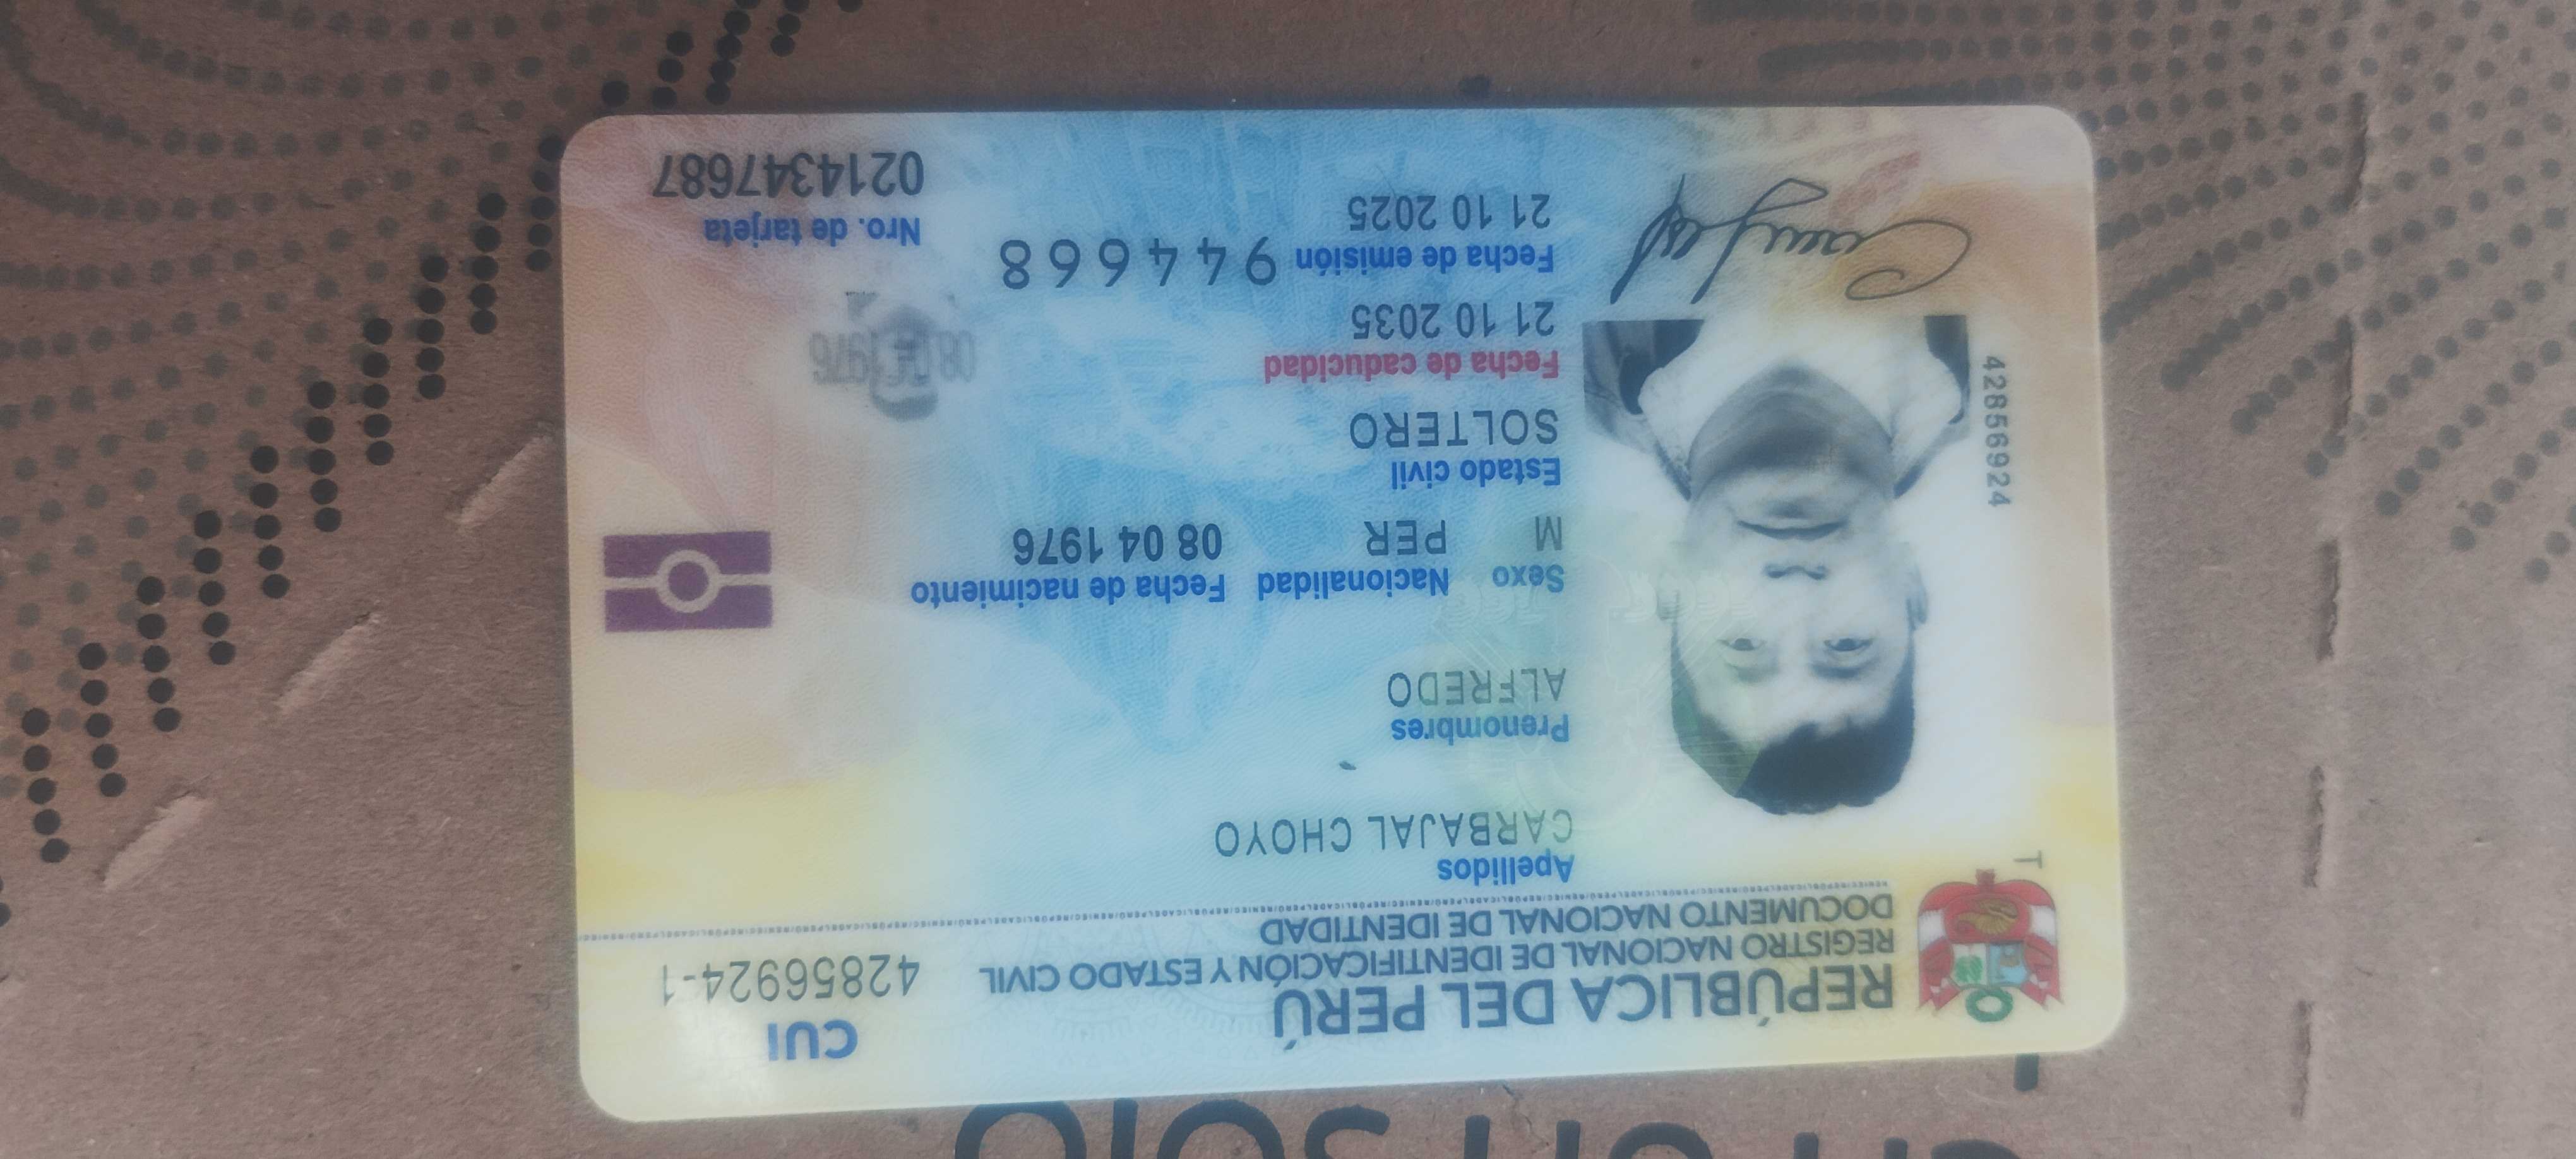 REPÚBLICA DEL PERÚ
REGISTRO NACIONAL DE IDENTIFICACIÓN Y ESTADO CIVIL
DOCUMENTO NACIONAL DE IDENTIDAD
CUI
42856924-1
T
Apellidos
CARBAJAL CHOYO
Prenombres
ALFREDO
Sexo Nacionalidad Fecha de nacimiento
M PER 08 04 1976
Estado civil
SOLTERO
Fecha de caducidad
21 10 2035
Fecha de emisión
21 10 2025
944668
Nro. de tarjeta
0214347687
42856924